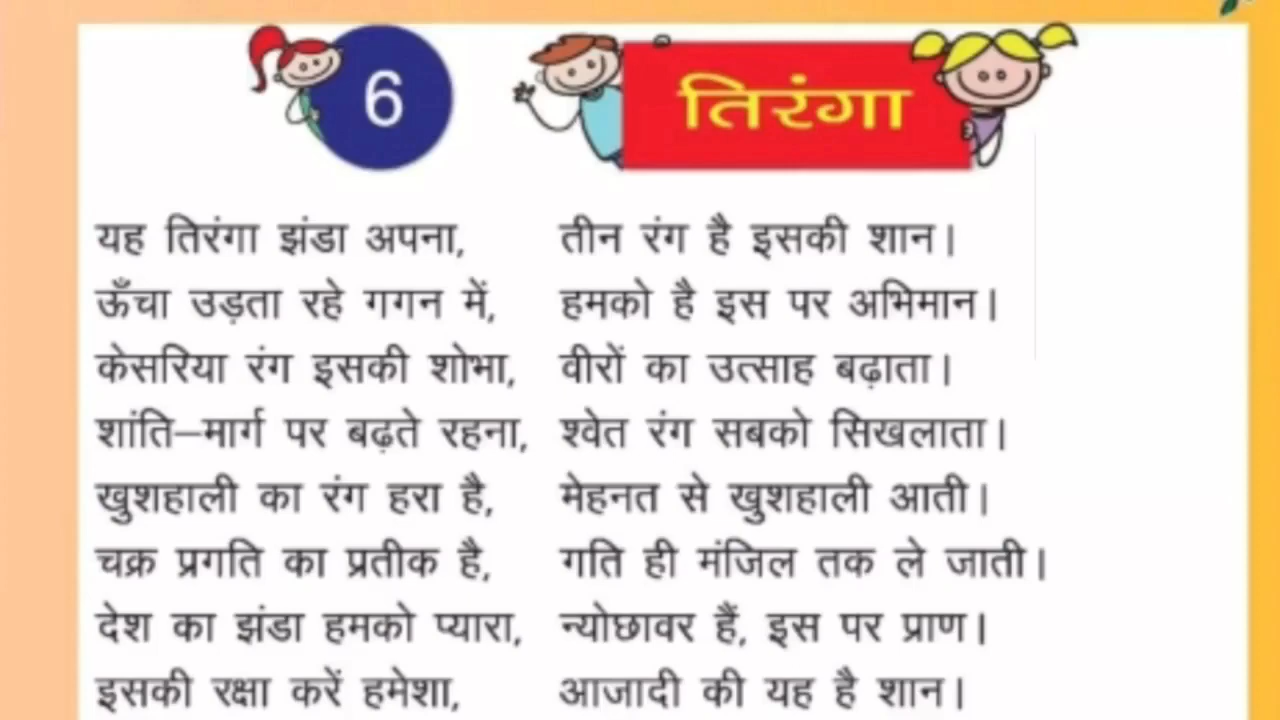 6
तिरंगा
यह तिरंगा झंडा अपना, तीन रंग है इसकी शान।
ऊँचा उड़ता रहे गगन में, हमको है इस पर अभिमान।
केसरिया रंग इसकी शोभा, वीरों का उत्साह बढ़ाता।
शांति–मार्ग पर बढ़ते रहना, श्वेत रंग सबको सिखलाता।
खुशहाली का रंग हरा है, मेहनत से खुशहाली आती।
चक्र प्रगति का प्रतीक है, गति ही मंजिल तक ले जाती।
देश का झंडा हमको प्यारा, न्योछावर हैं, इस पर प्राण।
इसकी रक्षा करें हमेशा, आजादी की यह है शान।